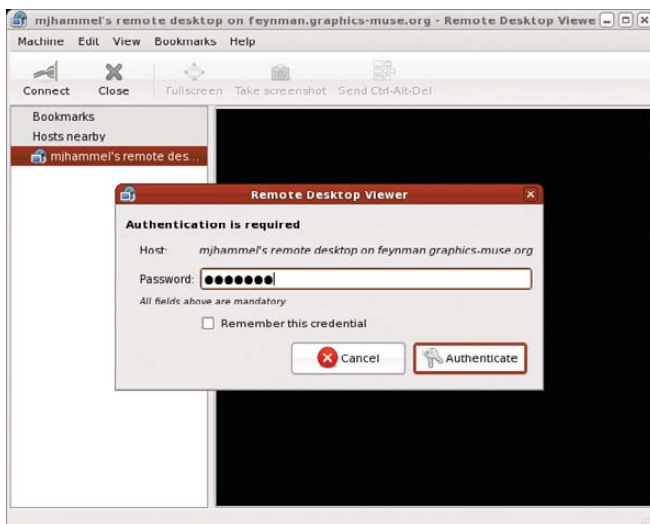 mjhammel's remote desktop on feynman.graphics-muse.org - Remote Desktop Viewe
Machine Edit View Bookmarks Help
Connect Close Fullscreen Take screenshot Send Ctrl-Alt-Del
Bookmarks
Hosts nearby
mjhammel's remote des...
Remote Desktop Viewer
Authentication is required
Host: mjhammel's remote desktop on feynman.graphics-muse.org
Password: ●●●●●●●
All fields above are mandatory
Remember this credential
Cancel Authenticate